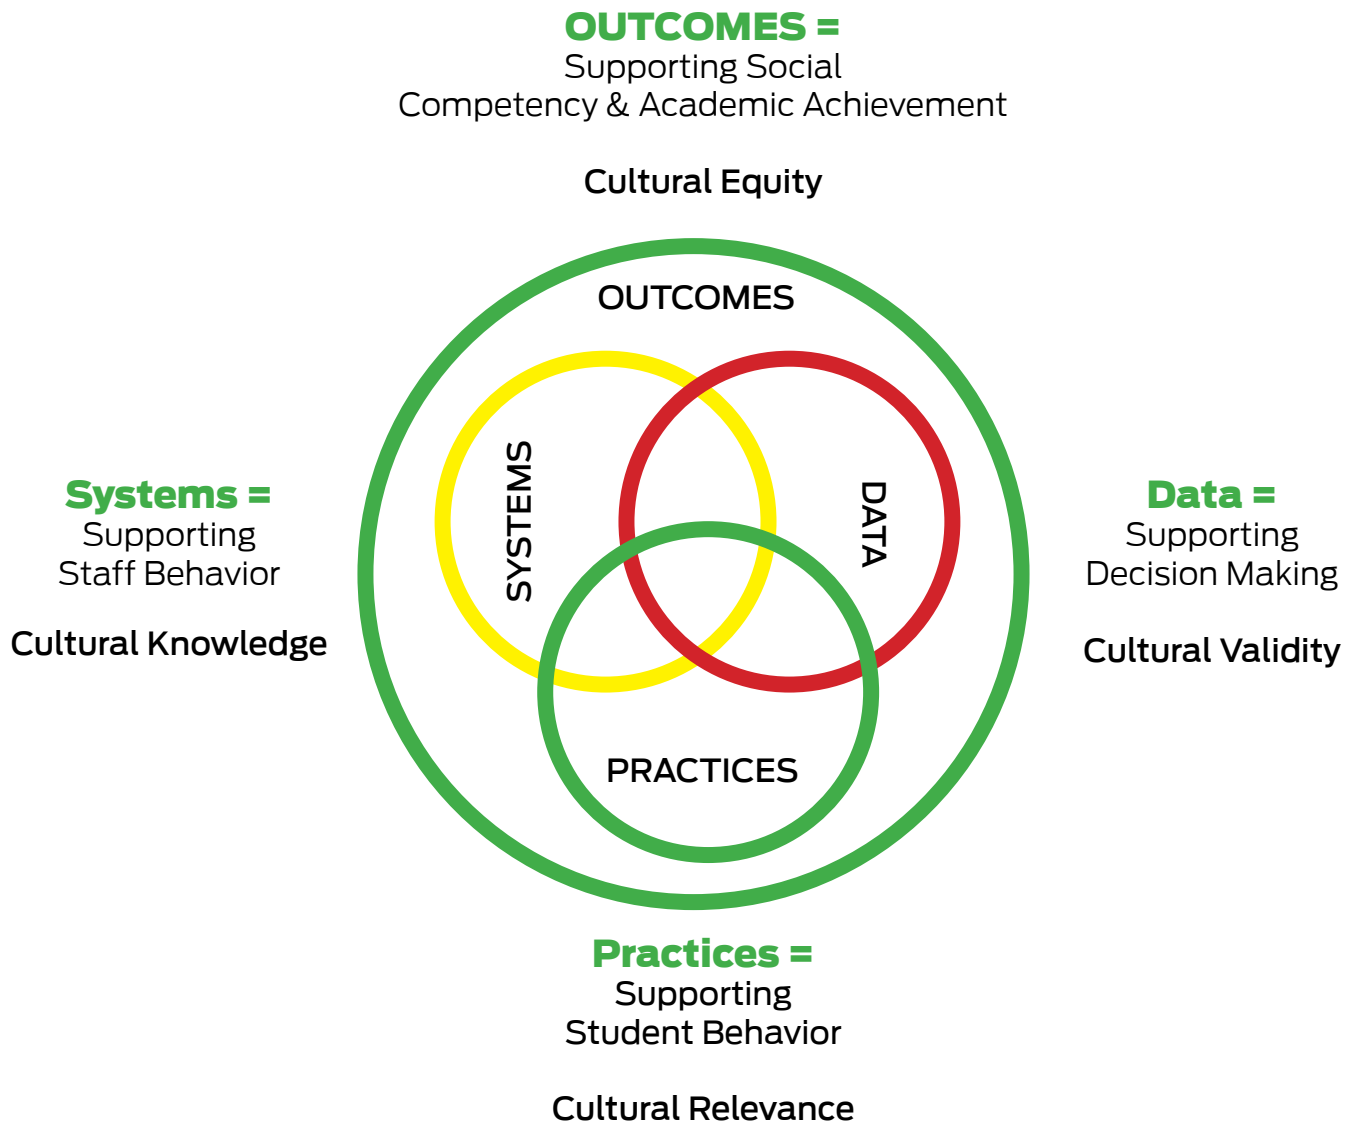 OUTCOMES =
Supporting Social
Competency & Academic Achievement
Cultural Equity
OUTCOMES
SYSTEMS
DATA
PRACTICES
Systems =
Supporting
Staff Behavior
Cultural Knowledge
Data =
Supporting
Decision Making
Cultural Validity
Practices =
Supporting
Student Behavior
Cultural Relevance